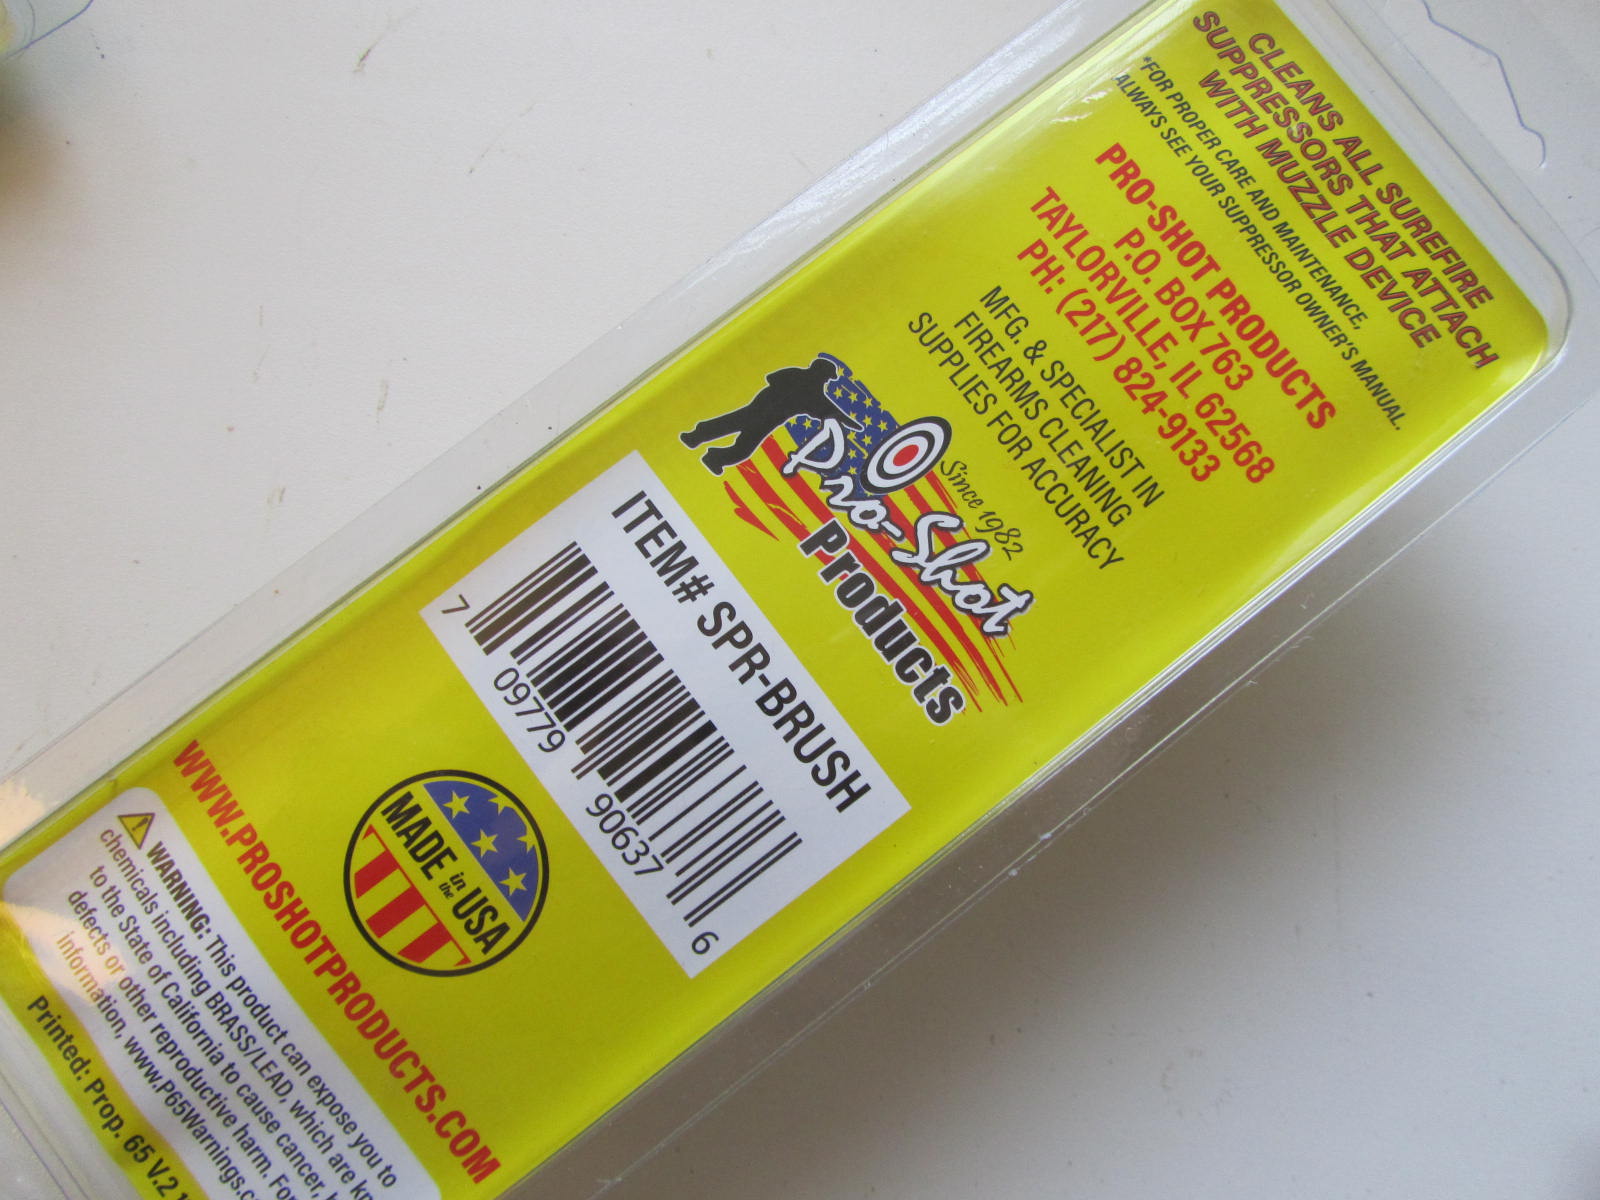 CLEANS ALL SUREFIRE
SUPPRESSORS THAT ATTACH
WITH MUZZLE DEVICE
*FOR PROPER CARE AND MAINTENANCE,
ALWAYS SEE YOUR SUPPRESSOR OWNER'S MANUAL.
PRO-SHOT PRODUCTS
P.O. BOX 763
TAYLORVILLE, IL 62568
PH: (217) 824-9133
MFG. & SPECIALIST IN
FIREARMS CLEANING
SUPPLIES FOR ACCURACY
Since 1982
Pro-Shot
Products
ITEM# SPR-BRUSH
7 09779 90637 6
MADE in the USA
WWW.PROSHOTPRODUCTS.COM
WARNING: This product can expose you to
chemicals including BRASS/LEAD, which are
to the State of California to cause cancer,
defects or other reproductive harm. For
information, www.P65Warnings.c
Printed: Prop. 65 V.2